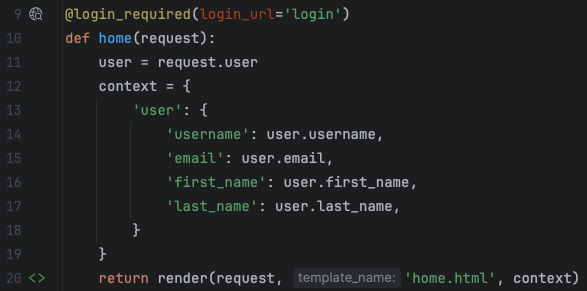 9 @login_required(login_url='login')
10 def home(request):
11     user = request.user
12     context = {
13         'user': {
14             'username': user.username,
15             'email': user.email,
16             'first_name': user.first_name,
17             'last_name': user.last_name,
18         }
19     }
20 <>     return render(request, template_name: 'home.html', context)